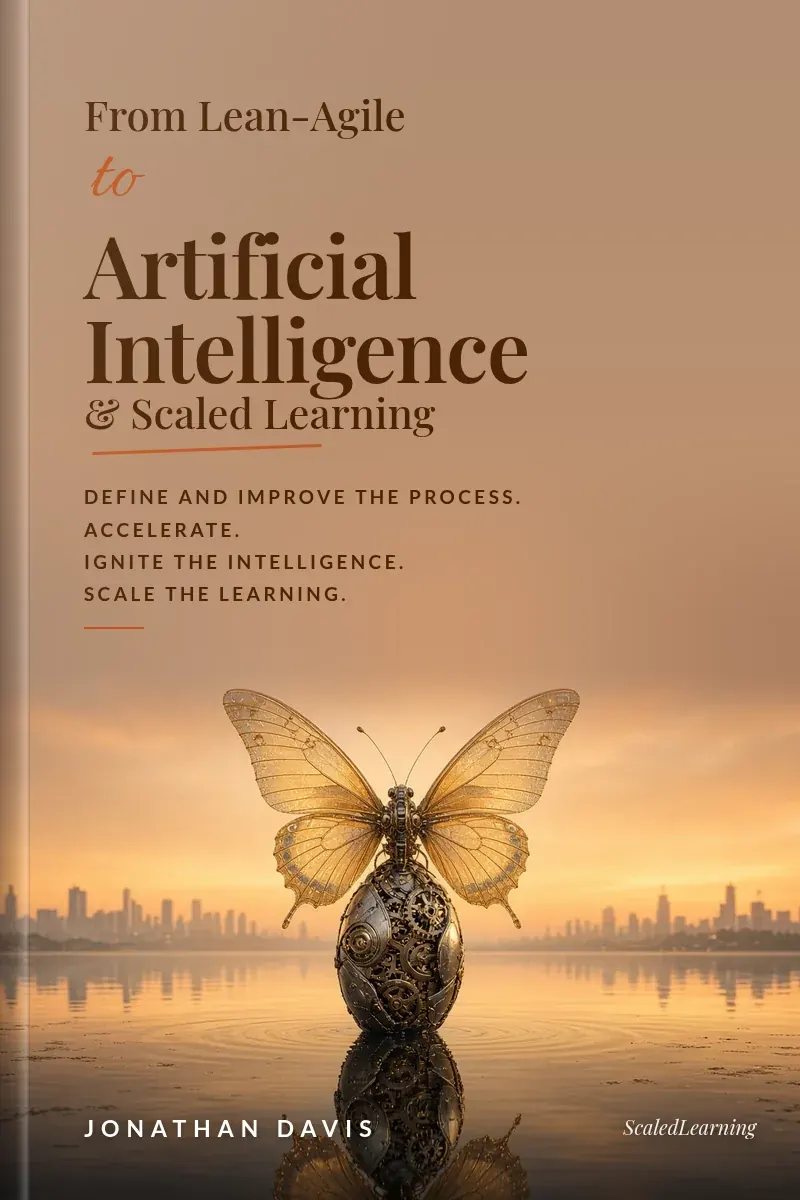 From Lean-Agile
to
Artificial
Intelligence
& Scaled Learning
DEFINE AND IMPROVE THE PROCESS.
ACCELERATE.
IGNITE THE INTELLIGENCE.
SCALE THE LEARNING.
JONATHAN DAVIS
ScaledLearning